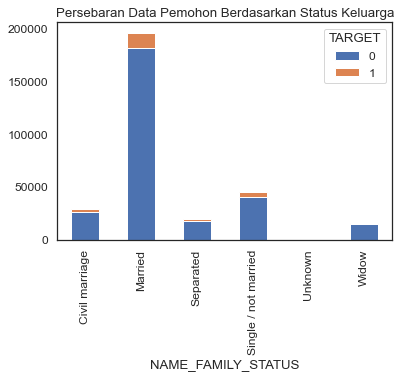 Persebaran Data Pemohon Berdasarkan Status Keluarga
200000
150000
100000
50000
0
TARGET
0
1
Civil marriage
Married
Separated
Single / not married
Unknown
Widow
NAME_FAMILY_STATUS